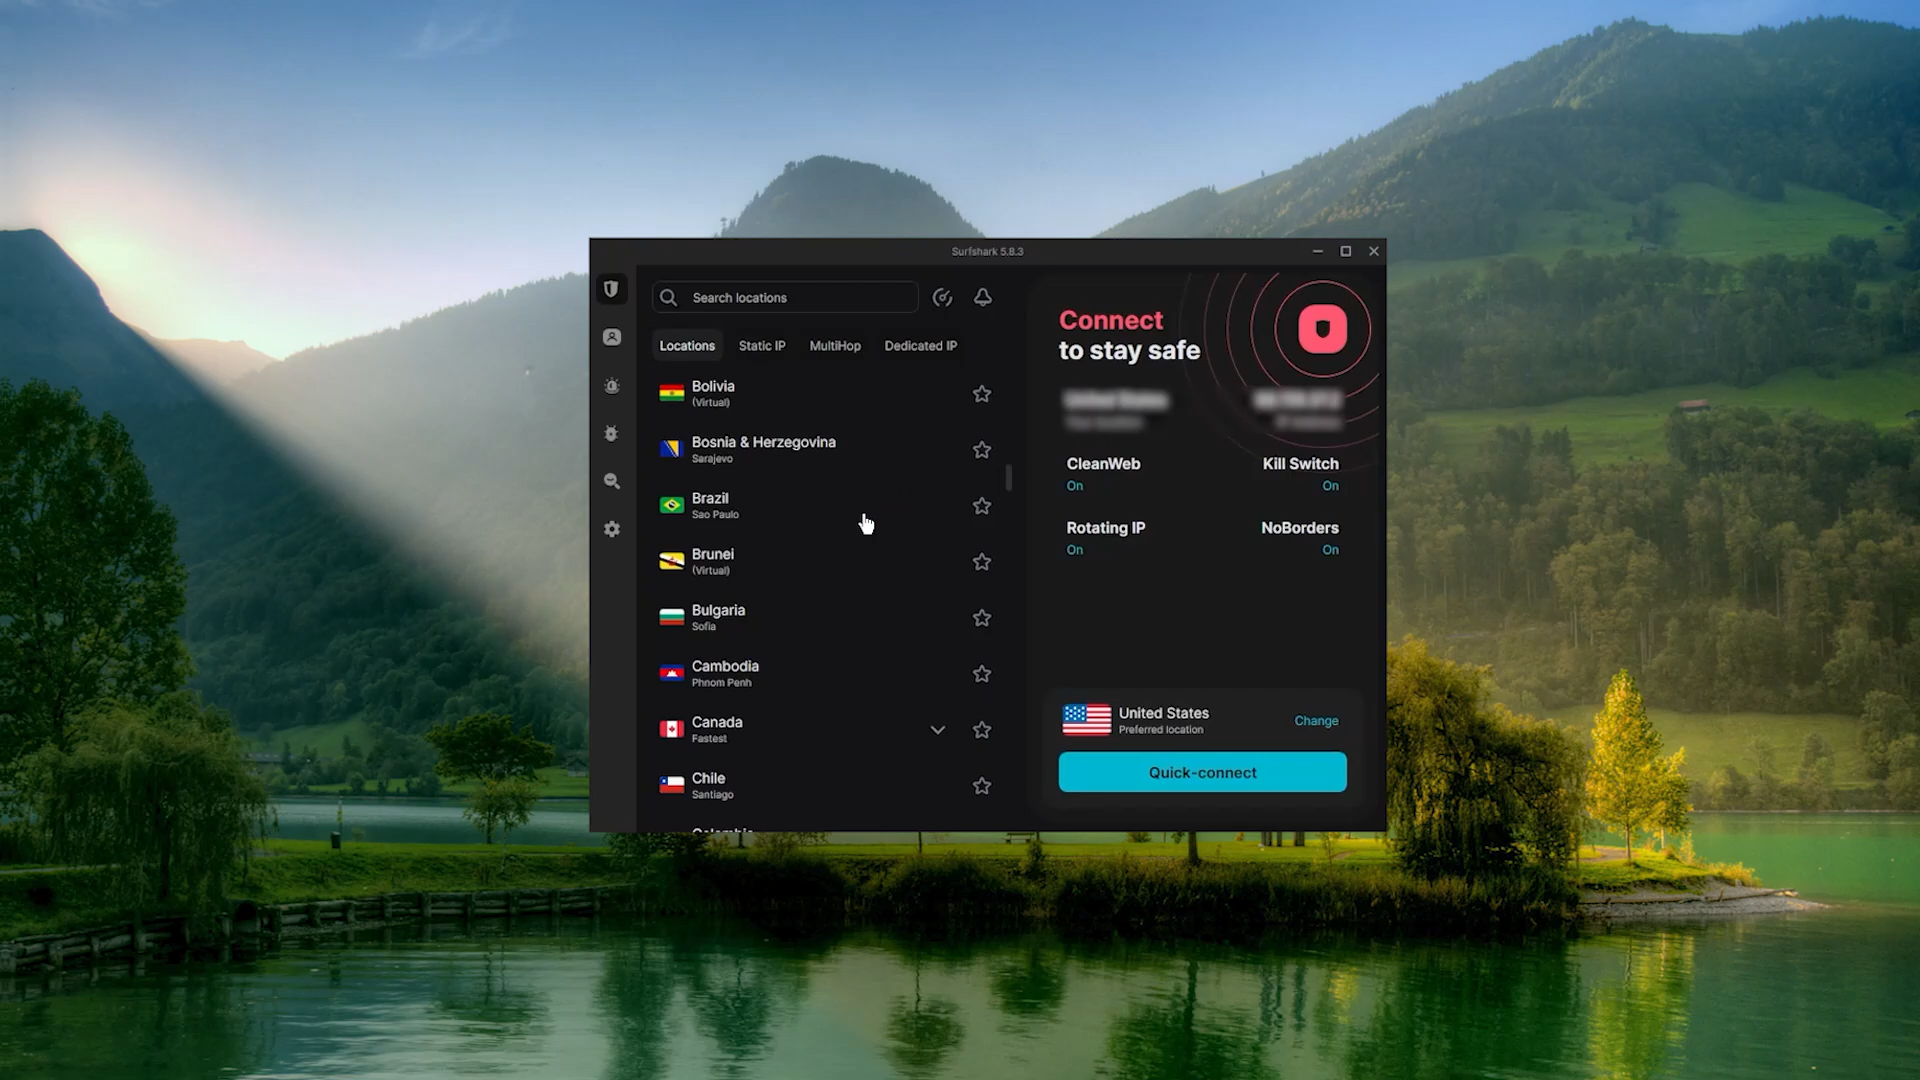 Surfshark 5.8.3
Search locations
Locations
Static IP
MultiHop
Dedicated IP
Bolivia
(Virtual)
Bosnia & Herzegovina
Sarajevo
Brazil
Sao Paulo
Brunei
(Virtual)
Bulgaria
Sofia
Cambodia
Phnom Penh
Canada
Fastest
Chile
Santiago
Connect
to stay safe
CleanWeb
On
Kill Switch
On
Rotating IP
On
NoBorders
On
United States
Preferred location
Change
Quick-connect